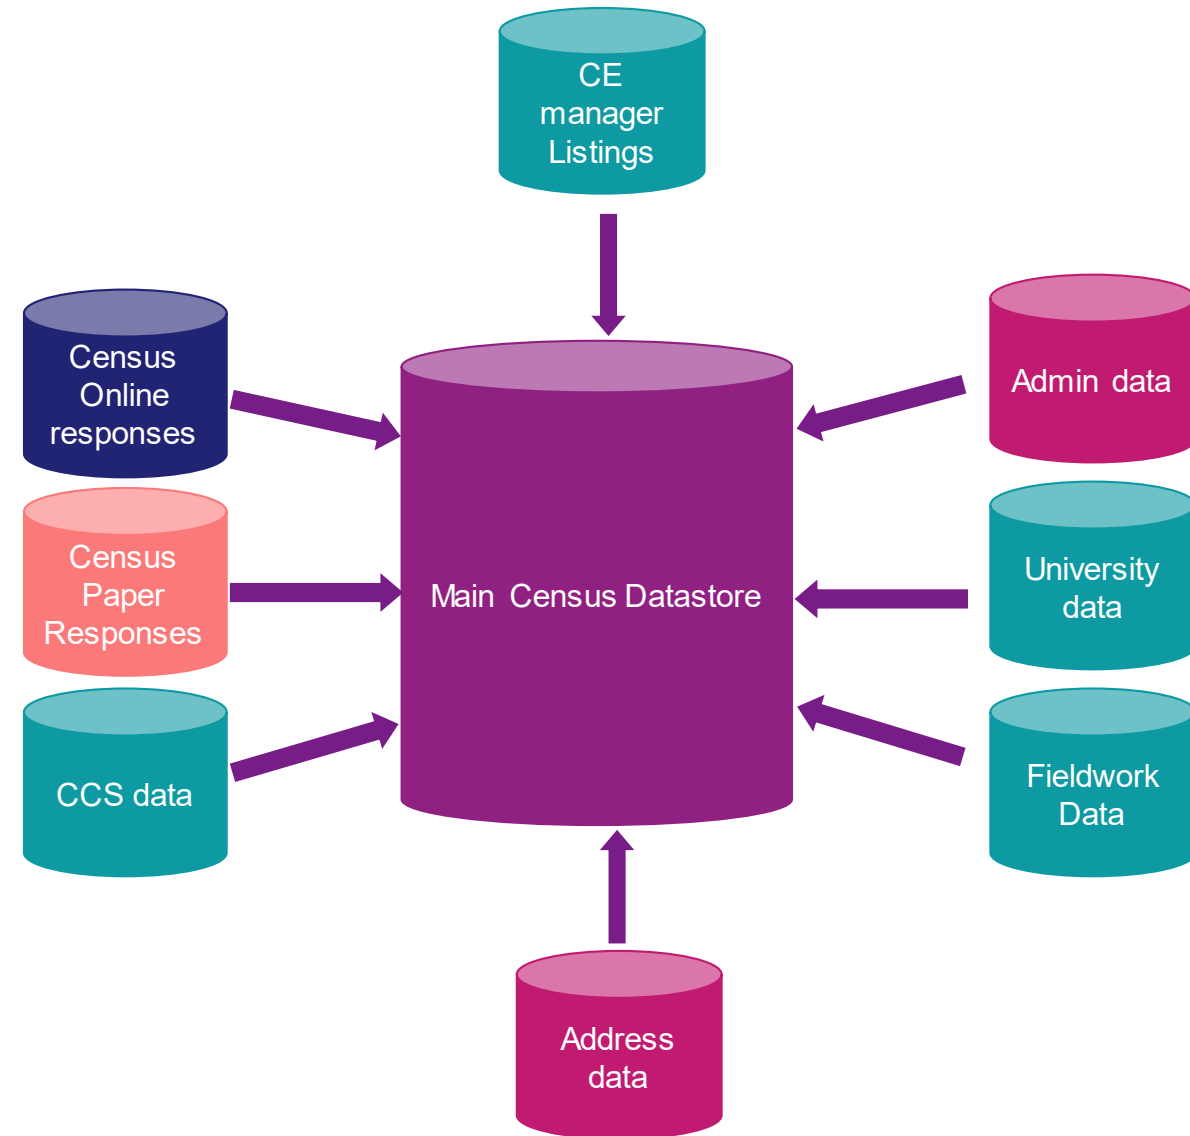 CE
manager
Listings
Census
Online
responses
Admin data
Census
Paper
Responses
Main Census Datastore
University
data
CCS data
Fieldwork
Data
Address
data